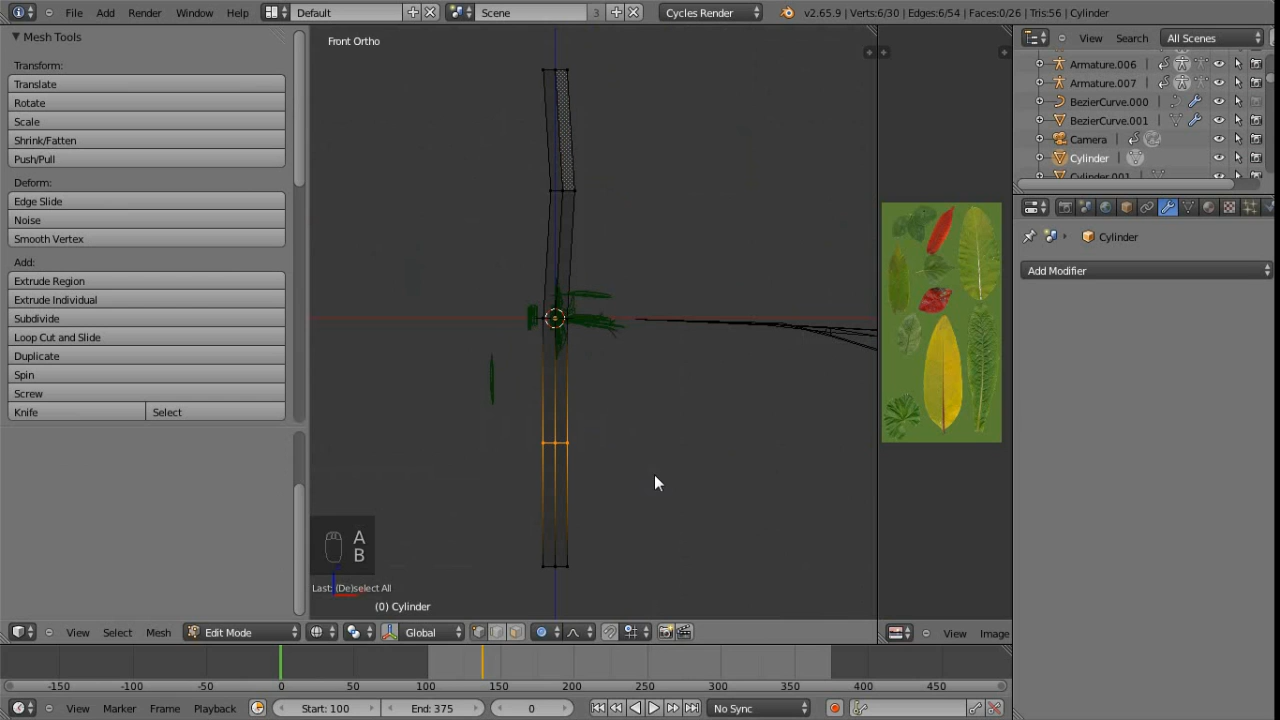 File Add Render Window Help Default Scene 3 Cycles Render v2.65.9 | Verts:6/30 | Edges:6/54 | Faces:0/26 | Tris:56 | Cylinder
Mesh Tools
Transform:
Translate
Rotate
Scale
Shrink/Fatten
Push/Pull
Deform:
Edge Slide
Noise
Smooth Vertex
Add:
Extrude Region
Extrude Individual
Subdivide
Loop Cut and Slide
Duplicate
Spin
Screw
Knife Select
Front Ortho
A
B
Last: (De)select All
(0) Cylinder
View Select Mesh Edit Mode Global
View Image
View Search All Scenes
Armature.006
Armature.007
BezierCurve.000
BezierCurve.001
Camera
Cylinder
Cylinder.001
Cylinder
Add Modifier
-150 -100 -50 0 50 100 150 200 250 300 350 400 450
View Marker Frame Playback Start: 100 End: 375 0 No Sync